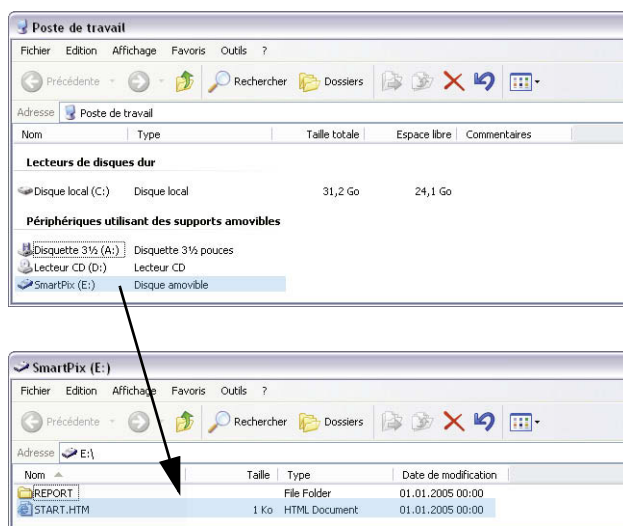 Poste de travail
Fichier Edition Affichage Favoris Outils ?
Précédente Rechercher Dossiers
Adresse Poste de travail
Nom Type Taille totale Espace libre Commentaires
Lecteurs de disques dur
Disque local (C:) Disque local 31,2 Go 24,1 Go
Périphériques utilisant des supports amovibles
Disquette 3½ (A:) Disquette 3½ pouces
Lecteur CD (D:) Lecteur CD
SmartPix (E:) Disque amovible
SmartPix (E:)
Fichier Edition Affichage Favoris Outils ?
Précédente Rechercher Dossiers
Adresse E:\
Nom Taille Type Date de modification
REPORT File Folder 01.01.2005 00:00
START.HTM 1 Ko HTML Document 01.01.2005 00:00